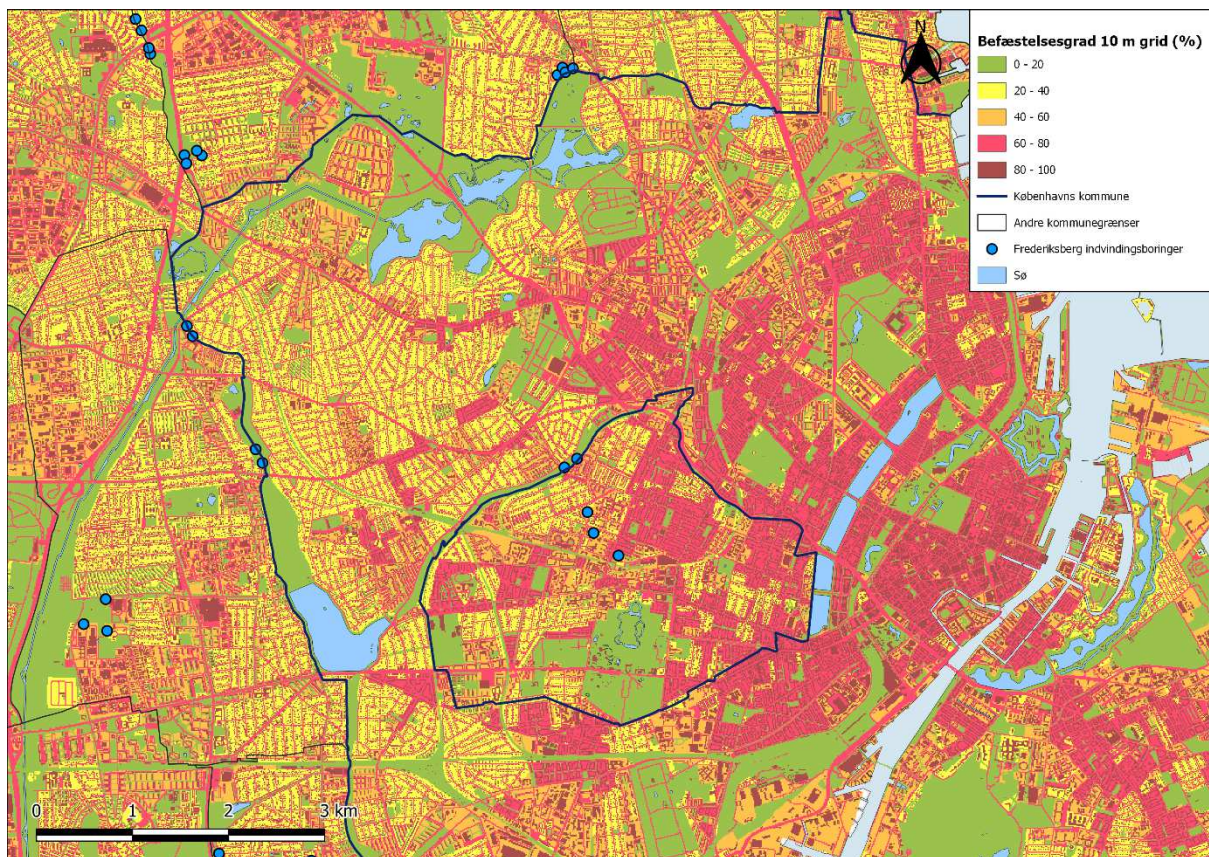 N
Befæstelsesgrad 10 m grid (%)
0 - 20
20 - 40
40 - 60
60 - 80
80 - 100
Københavns kommune
Andre kommunegrænser
Frederiksberg indvindingsboringer
Sø
0 1 2 3 km